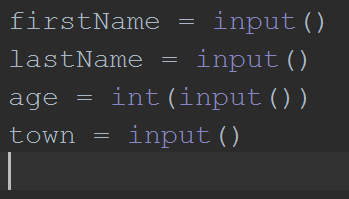 firstName = input()
lastName = input()
age = int(input())
town = input()